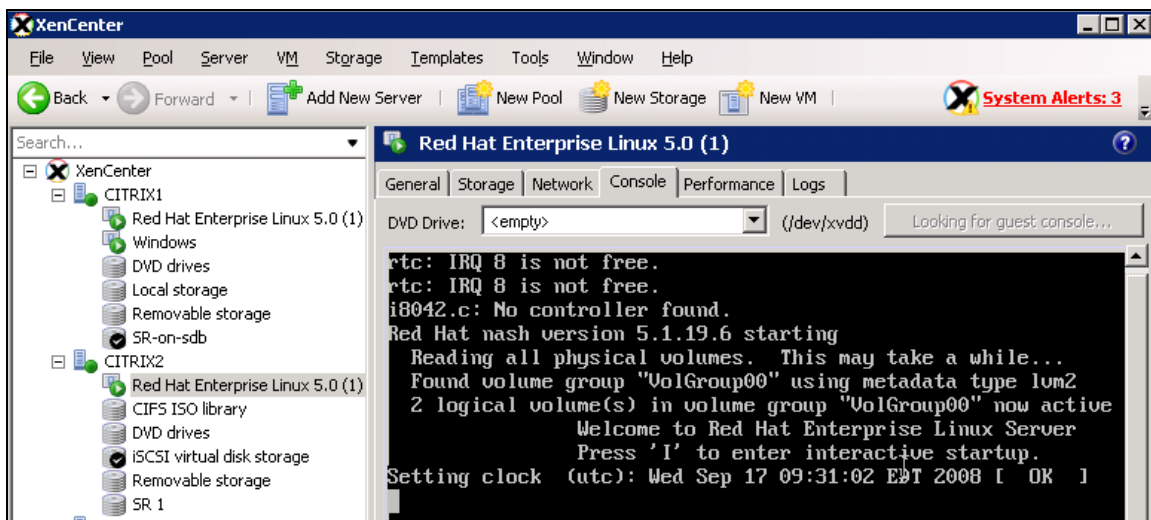 XenCenter
File View Pool Server VM Storage Templates Tools Window Help
Back Forward Add New Server New Pool New Storage New VM System Alerts: 3
Search...
XenCenter
CITRIX1
Red Hat Enterprise Linux 5.0 (1)
Windows
DVD drives
Local storage
Removable storage
SR-on-sdb
CITRIX2
Red Hat Enterprise Linux 5.0 (1)
CIFS ISO library
DVD drives
iSCSI virtual disk storage
Removable storage
SR 1
Red Hat Enterprise Linux 5.0 (1)
General Storage Network Console Performance Logs
DVD Drive: <empty> (/dev/xvdd) Looking for guest console...
rtc: IRQ 8 is not free.
rtc: IRQ 8 is not free.
i8042.c: No controller found.
Red Hat nash version 5.1.19.6 starting
Reading all physical volumes. This may take a while...
Found volume group "VolGroup00" using metadata type lvm2
2 logical volume(s) in volume group "VolGroup00" now active
Welcome to Red Hat Enterprise Linux Server
Press 'I' to enter interactive startup.
Setting clock (utc): Wed Sep 17 09:31:02 EDT 2008 [ OK ]